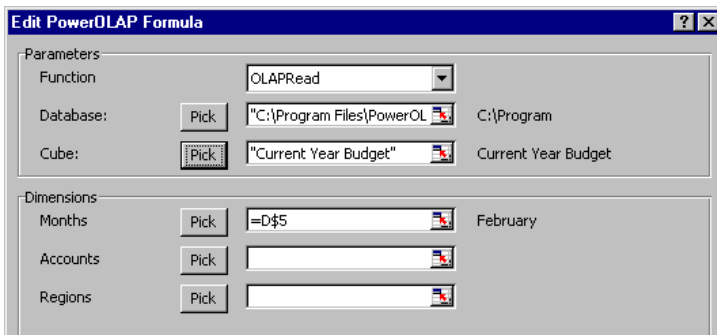 Edit PowerOLAP Formula ? X
Parameters
Function OLAPRead
Database: Pick "C:\Program Files\PowerOL C:\Program
Cube: Pick "Current Year Budget" Current Year Budget
Dimensions
Months Pick =D$5 February
Accounts Pick
Regions Pick